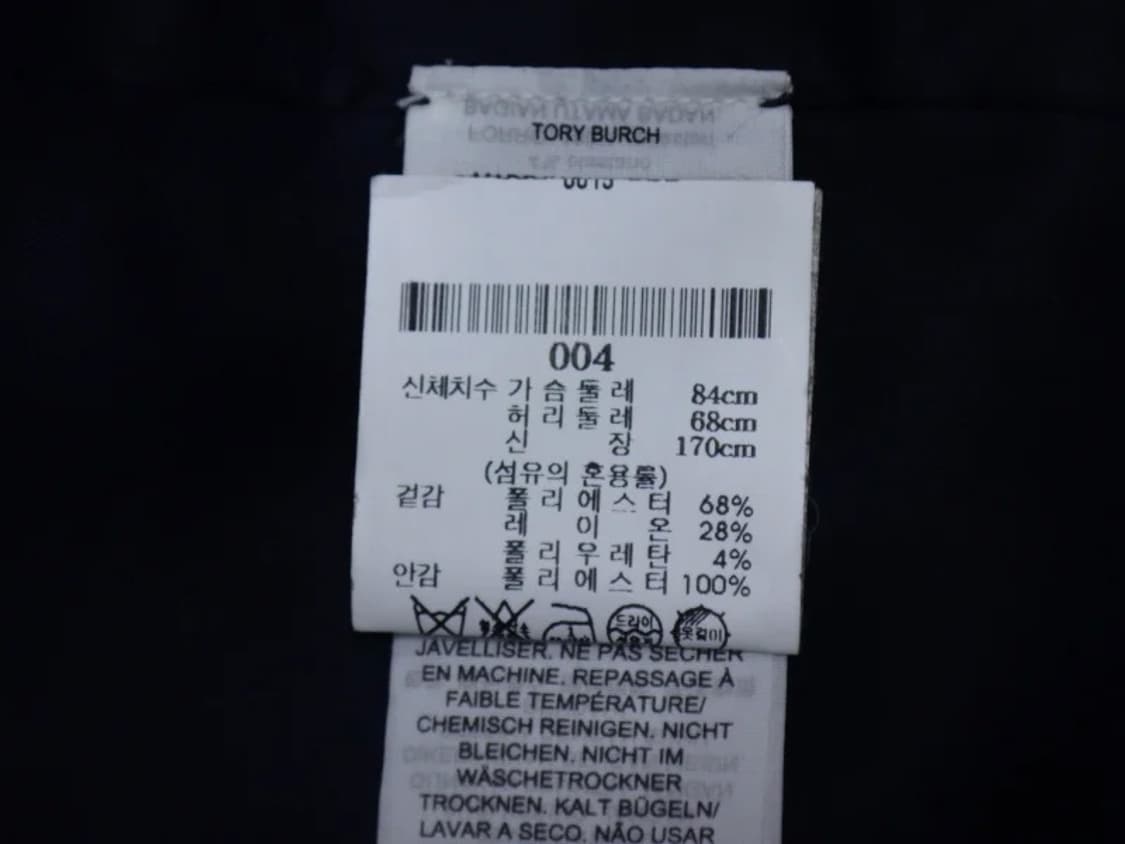 TORY BURCH
004
신체치수 가슴둘레 84cm
허리둘레 68cm
신장 170cm
(섬유의 혼용률)
겉감 폴리에스터 68%
레이온 28%
폴리우레탄 4%
안감 폴리에스터 100%
드라이
옷걸이
JAVELLISER. NE PAS SÉCHER
EN MACHINE. REPASSAGE À
FAIBLE TEMPÉRATURE/
CHEMISCH REINIGEN. NICHT
BLEICHEN. NICHT IM
WÄSCHETROCKNER
TROCKNEN. KALT BÜGELN/
LAVAR A SECO. NÃO USAR